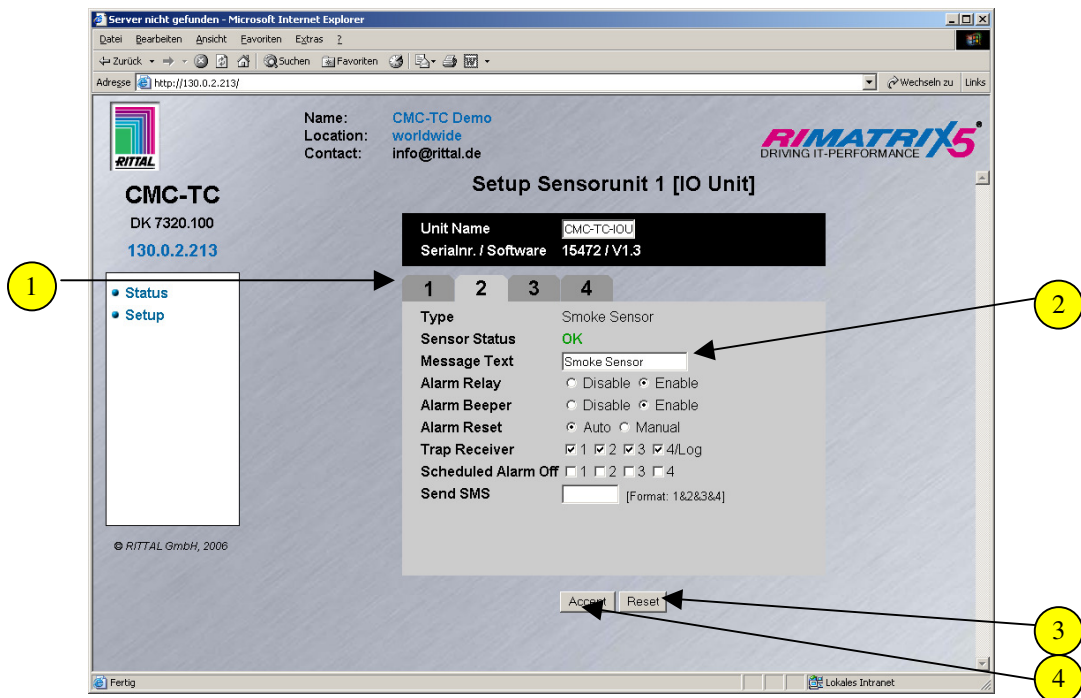 Server nicht gefunden - Microsoft Internet Explorer
Datei Bearbeiten Ansicht Favoriten Extras ?
Zurück Suchen Favoriten
Adresse http://130.0.2.213/ Wechseln zu Links
RITTAL
Name: CMC-TC Demo
Location: worldwide
Contact: info@rittal.de
RIMATRIX5
DRIVING IT-PERFORMANCE
CMC-TC
DK 7320.100
130.0.2.213
Status
Setup
© RITTAL GmbH, 2006
Setup Sensorunit 1 [IO Unit]
Unit Name CMC-TC-IOU
Serialnr. / Software 15472 / V1.3
1 2 3 4
Type Smoke Sensor
Sensor Status OK
Message Text Smoke Sensor
Alarm Relay Disable Enable
Alarm Beeper Disable Enable
Alarm Reset Auto Manual
Trap Receiver 1 2 3 4/Log
Scheduled Alarm Off 1 2 3 4
Send SMS [Format: 1&2&3&4]
Accept Reset
Fertig Lokales Intranet
1
2
3
4